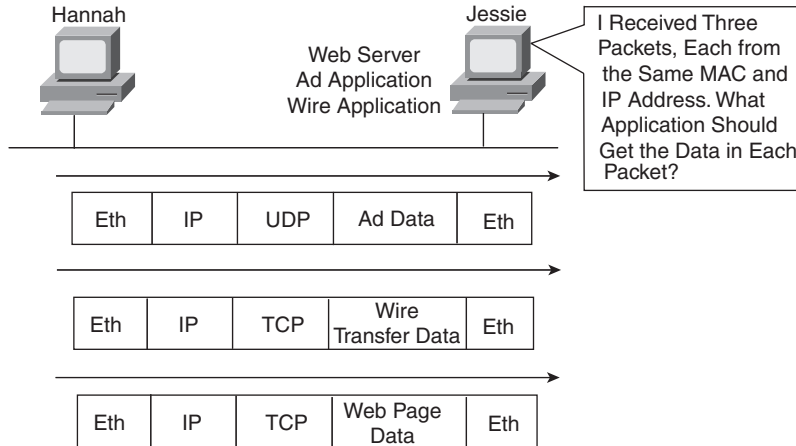 Hannah
Jessie
Web Server
Ad Application
Wire Application
I Received Three
Packets, Each from
the Same MAC and
IP Address. What
Application Should
Get the Data in Each
Packet?
Eth IP UDP Ad Data Eth
Eth IP TCP Wire
Transfer Data Eth
Eth IP TCP Web Page
Data Eth